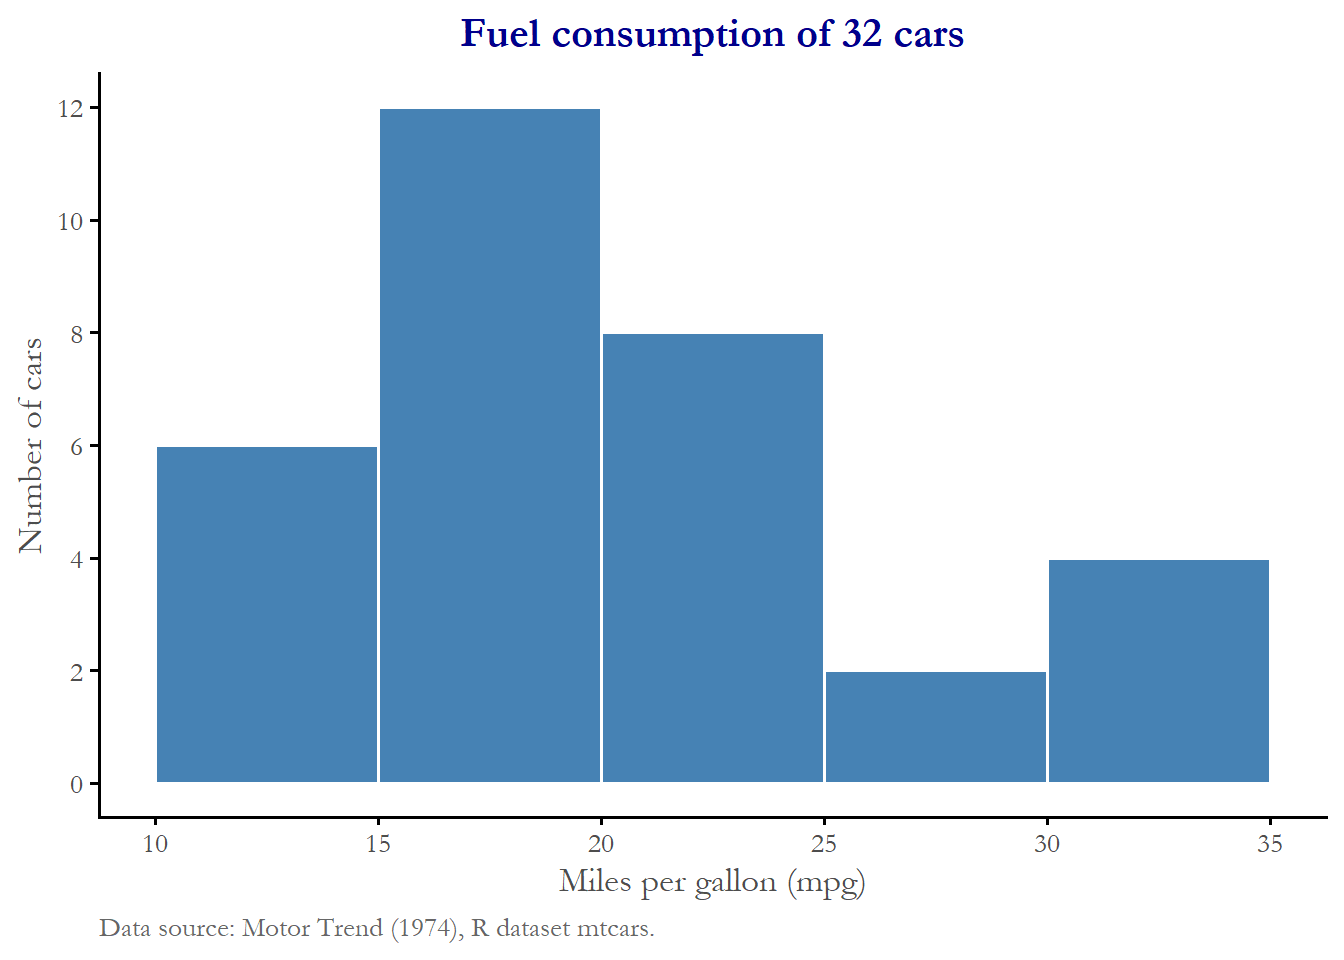 Fuel consumption of 32 cars
12
10
8
6
4
2
0
Number of cars
10 15 20 25 30 35
Miles per gallon (mpg)
Data source: Motor Trend (1974), R dataset mtcars.